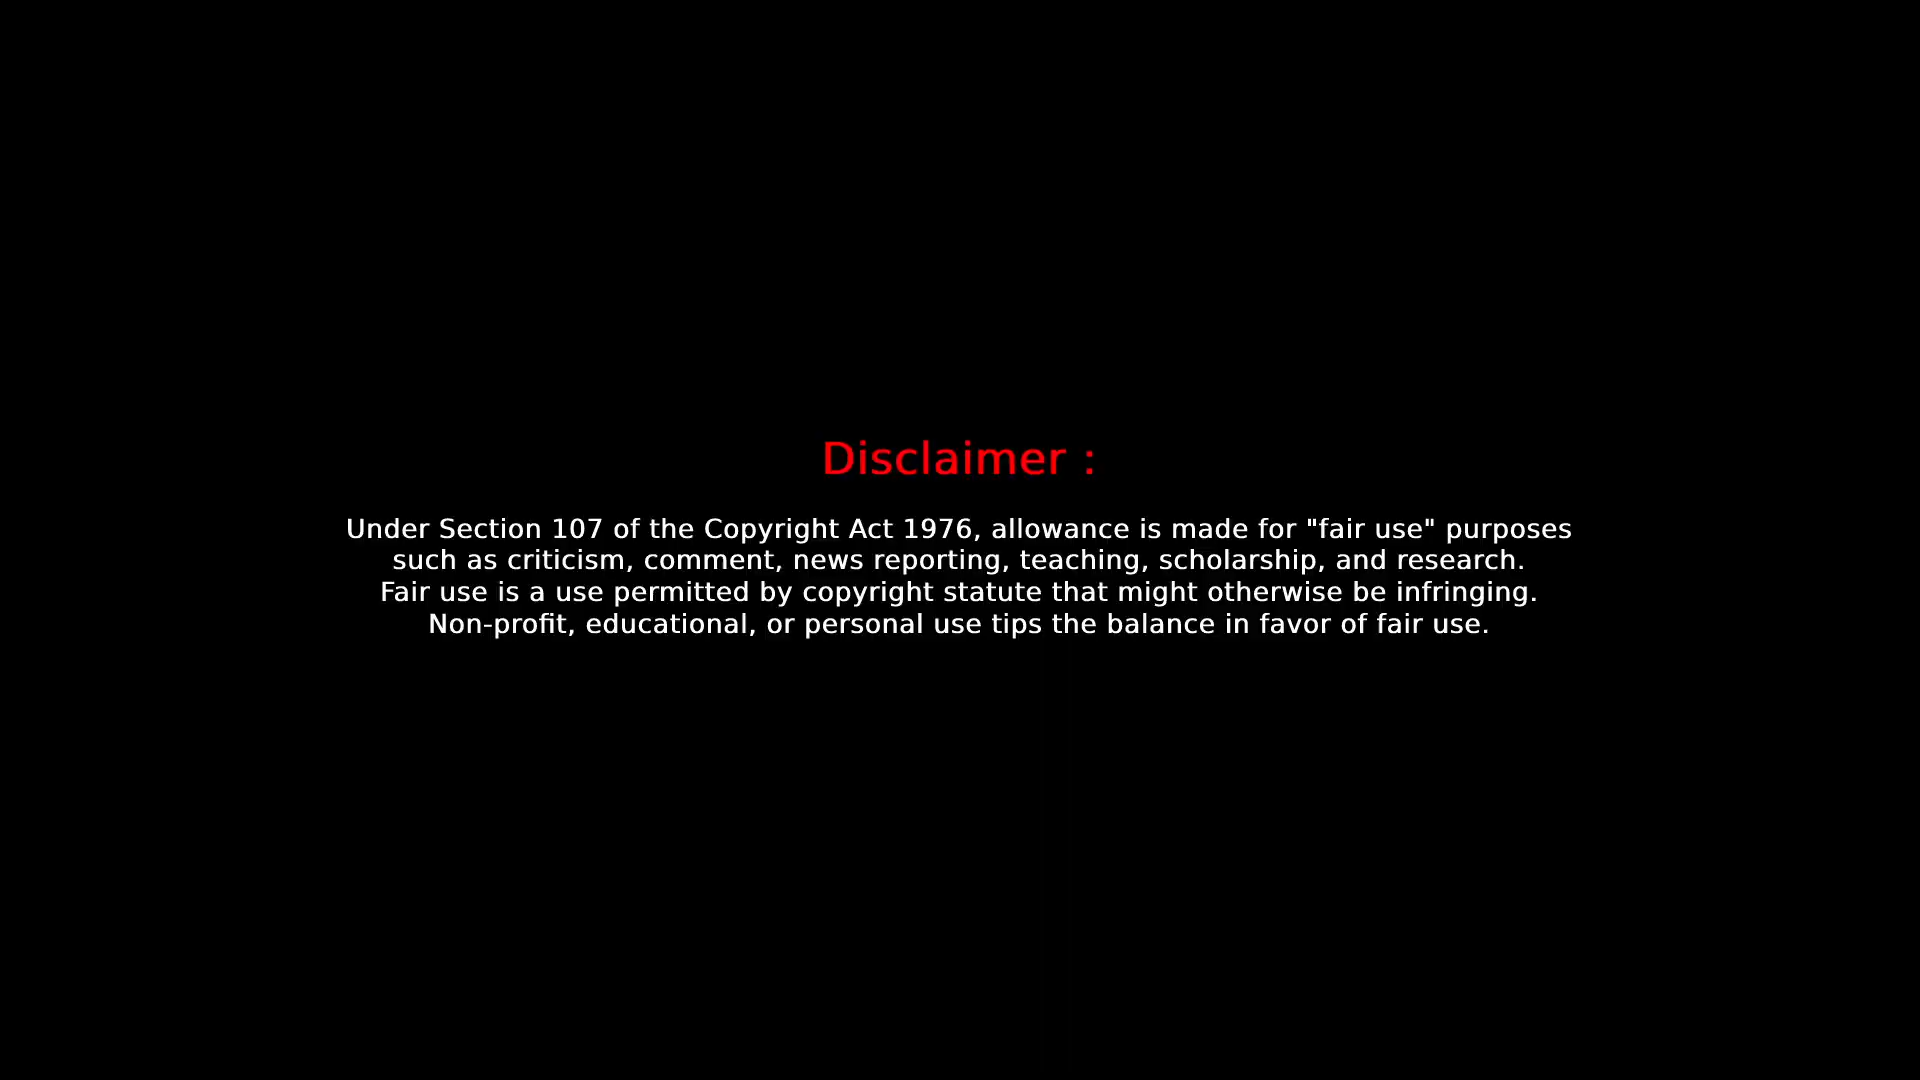 Disclaimer :
Under Section 107 of the Copyright Act 1976, allowance is made for "fair use" purposes
such as criticism, comment, news reporting, teaching, scholarship, and research.
Fair use is a use permitted by copyright statute that might otherwise be infringing.
Non-profit, educational, or personal use tips the balance in favor of fair use.